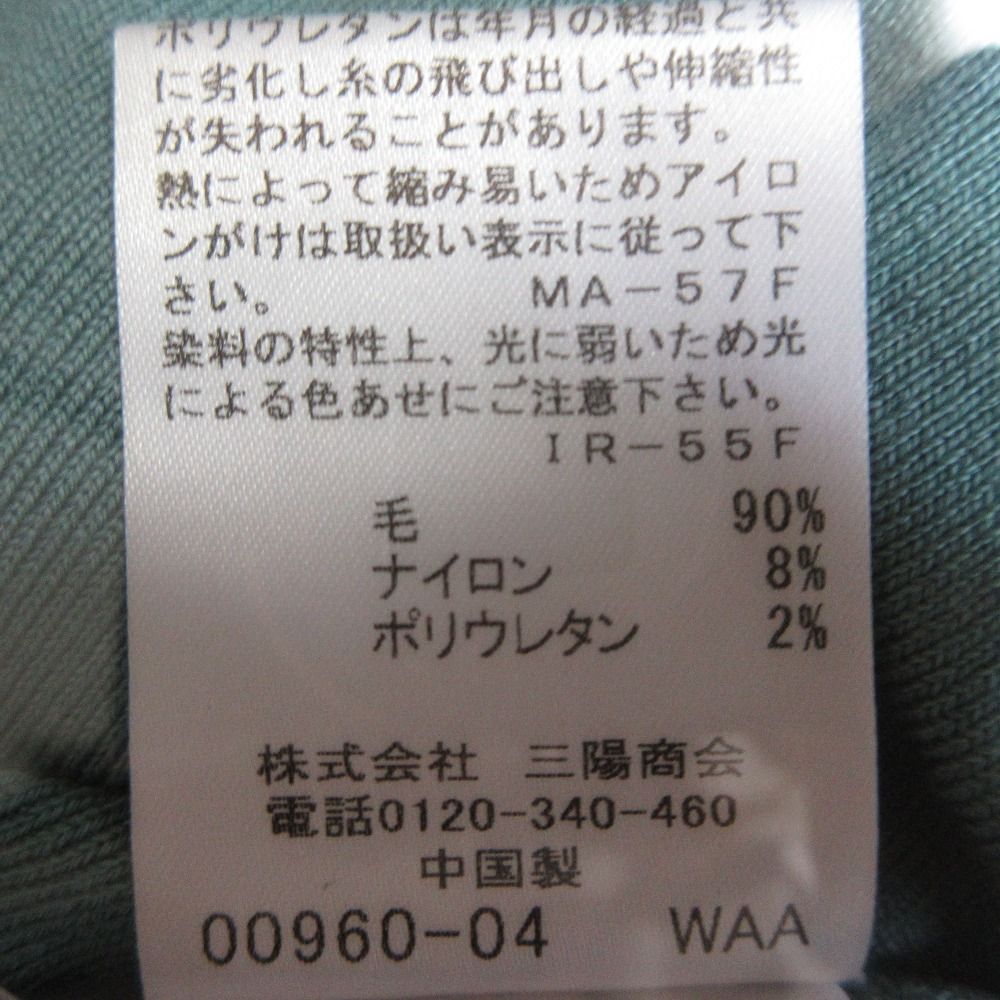 ポリウレタンは年月の経過と共
に劣化し糸の飛び出しや伸縮性
が失われることがあります。
熱によって縮み易いためアイロ
ンがけは取扱い表示に従って下
さい。 MA-57F
染料の特性上、光に弱いため光
による色あせにご注意下さい。
IR-55F
毛 90%
ナイロン 8%
ポリウレタン 2%
株式会社 三陽商会
電話0120-340-460
中国製
00960-04 WAA